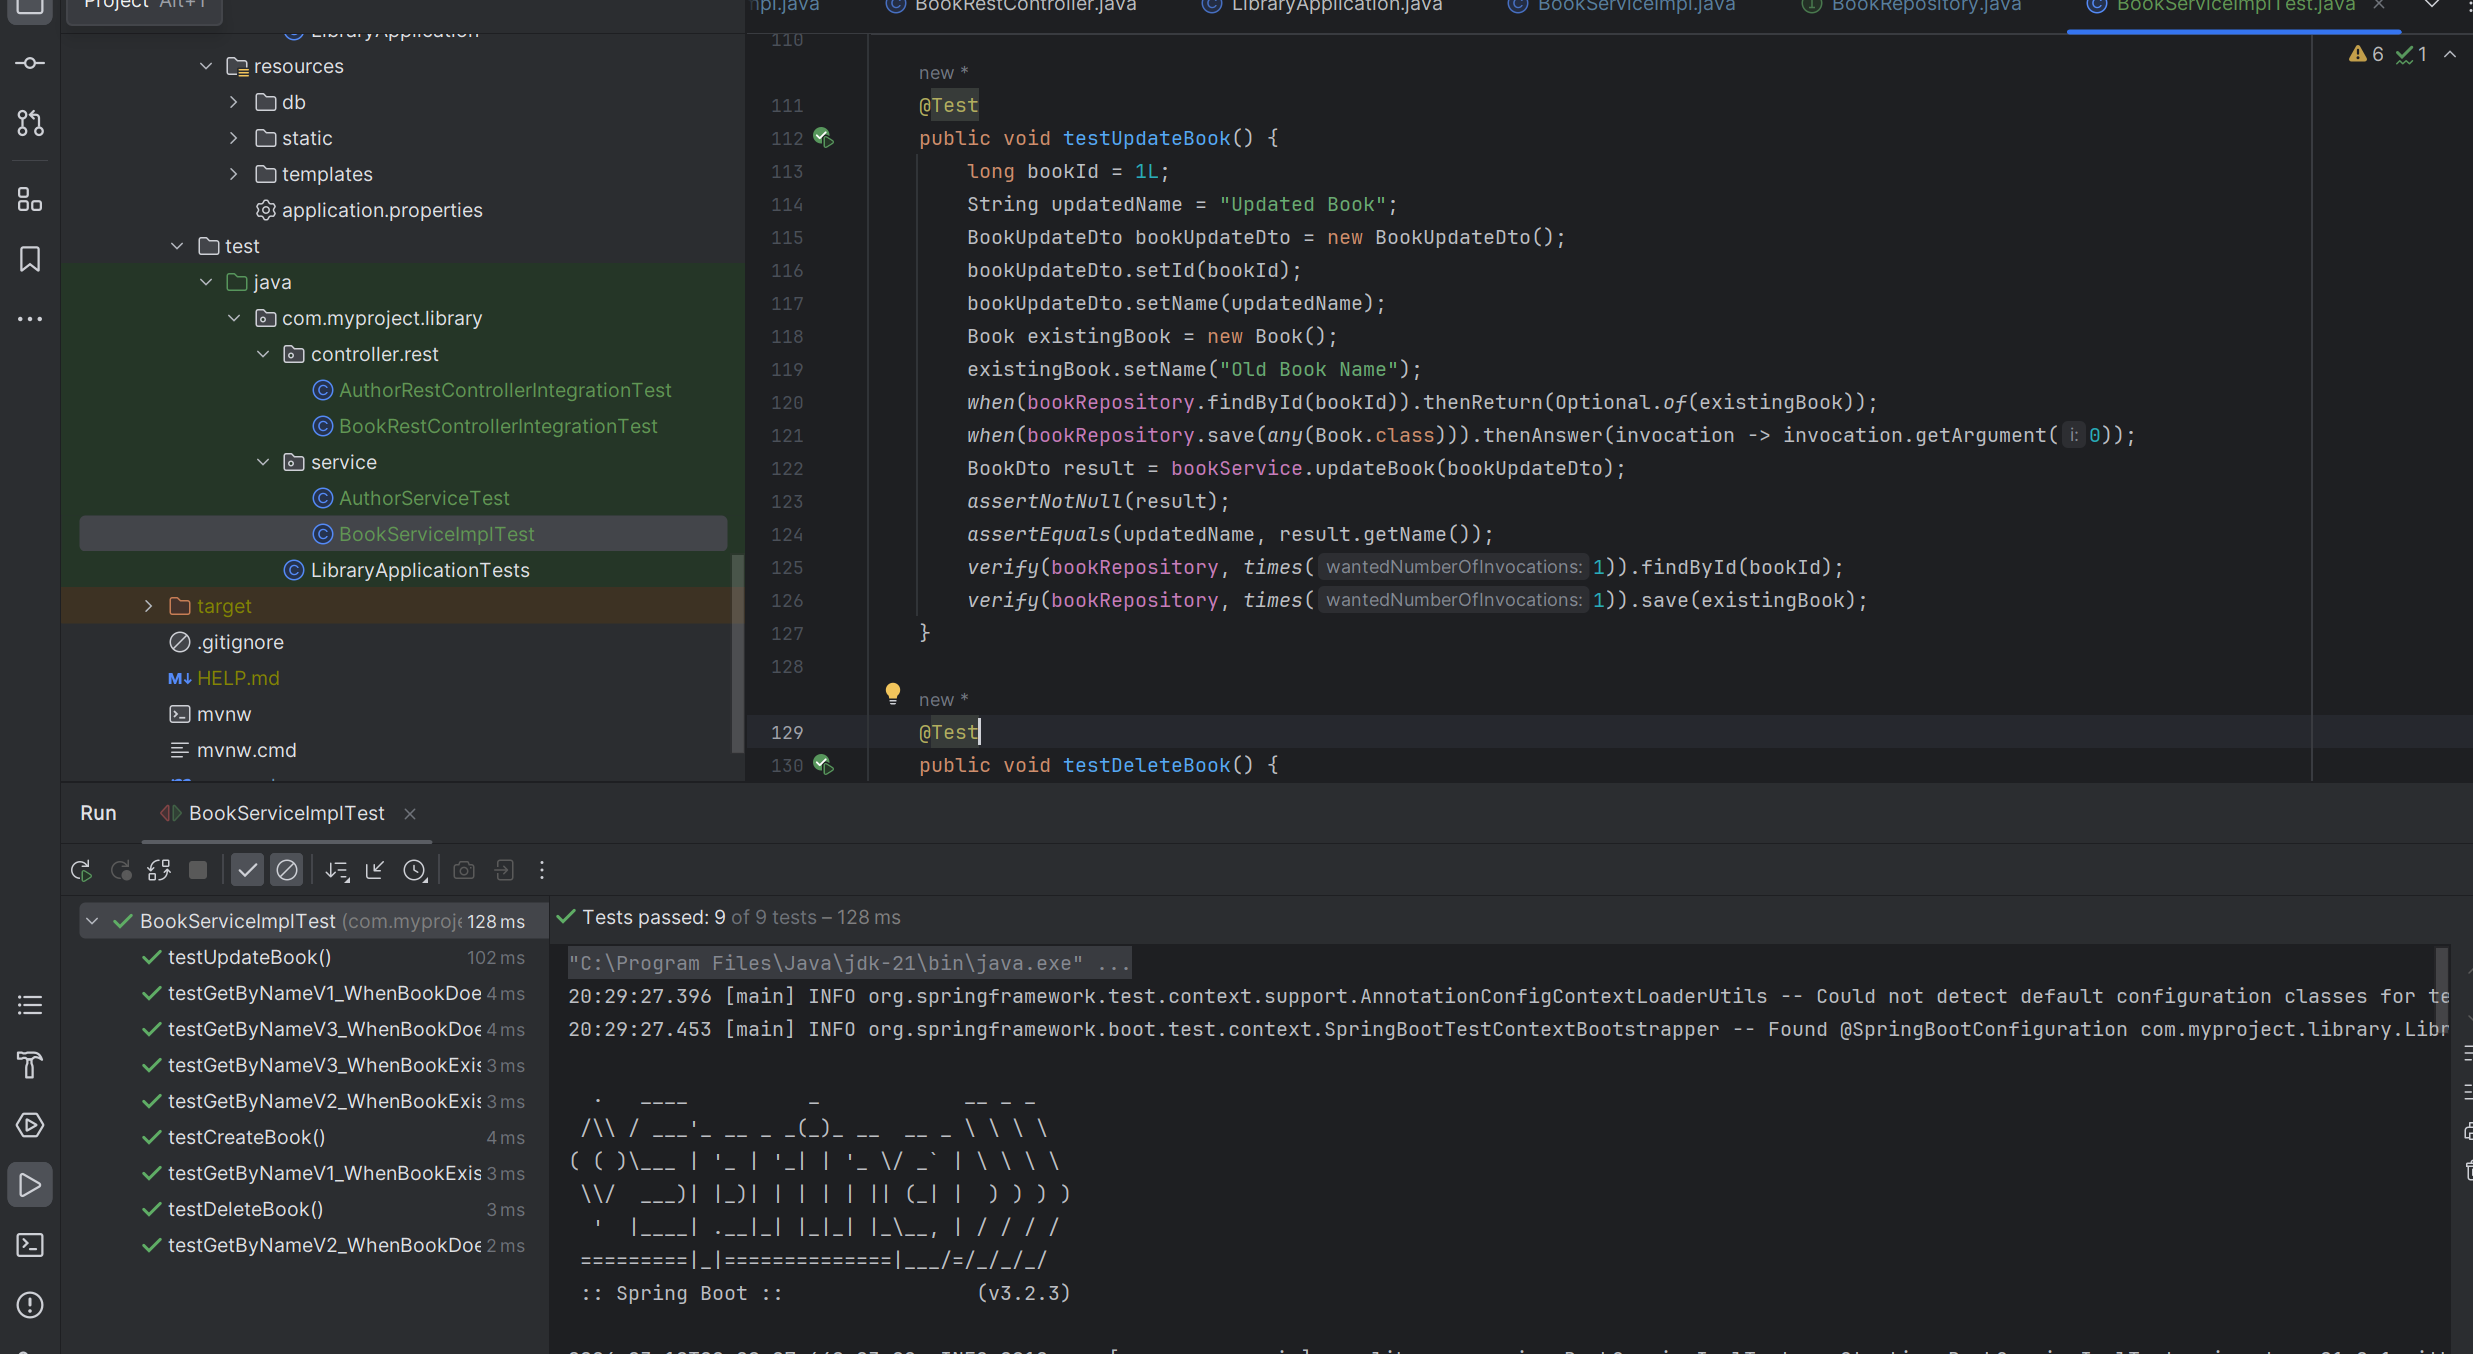 Project Alt+1
mpl.java BookRestController.java LibraryApplication.java BookServiceImpl.java BookRepository.java BookServiceImplTest.java
LibraryApplication
resources
db
static
templates
application.properties
test
java
com.myproject.library
controller.rest
AuthorRestControllerIntegrationTest
BookRestControllerIntegrationTest
service
AuthorServiceTest
BookServiceImplTest
LibraryApplicationTests
target
.gitignore
M↓ HELP.md
mvnw
mvnw.cmd
6 1
110
new *
111 @Test
112 public void testUpdateBook() {
113 long bookId = 1L;
114 String updatedName = "Updated Book";
115 BookUpdateDto bookUpdateDto = new BookUpdateDto();
116 bookUpdateDto.setId(bookId);
117 bookUpdateDto.setName(updatedName);
118 Book existingBook = new Book();
119 existingBook.setName("Old Book Name");
120 when(bookRepository.findById(bookId)).thenReturn(Optional.of(existingBook));
121 when(bookRepository.save(any(Book.class))).thenAnswer(invocation -> invocation.getArgument( i: 0));
122 BookDto result = bookService.updateBook(bookUpdateDto);
123 assertNotNull(result);
124 assertEquals(updatedName, result.getName());
125 verify(bookRepository, times( wantedNumberOfInvocations: 1)).findById(bookId);
126 verify(bookRepository, times( wantedNumberOfInvocations: 1)).save(existingBook);
127 }
128
new *
129 @Test
130 public void testDeleteBook() {
Run BookServiceImplTest
BookServiceImplTest (com.myproje 128 ms
testUpdateBook() 102 ms
testGetByNameV1_WhenBookDoe 4 ms
testGetByNameV3_WhenBookDoe 4 ms
testGetByNameV3_WhenBookExis 3 ms
testGetByNameV2_WhenBookExis 3 ms
testCreateBook() 4 ms
testGetByNameV1_WhenBookExis 3 ms
testDeleteBook() 3 ms
testGetByNameV2_WhenBookDoe 2 ms
Tests passed: 9 of 9 tests – 128 ms
"C:\Program Files\Java\jdk-21\bin\java.exe" ...
20:29:27.396 [main] INFO org.springframework.test.context.support.AnnotationConfigContextLoaderUtils -- Could not detect default configuration classes for te
20:29:27.453 [main] INFO org.springframework.boot.test.context.SpringBootTestContextBootstrapper -- Found @SpringBootConfiguration com.myproject.library.Libr
  .   ____          _            __ _ _
 /\\ / ___'_ __ _ _(_)_ __  __ _ \ \ \ \
( ( )\___ | '_ | '_| | '_ \/ _` | \ \ \ \
 \\/  ___)| |_)| | | | | || (_| |  ) ) ) )
  '  |____| .__|_| |_|_| |_\__, | / / / /
 =========|_|==============|___/=/_/_/_/
:: Spring Boot :: (v3.2.3)